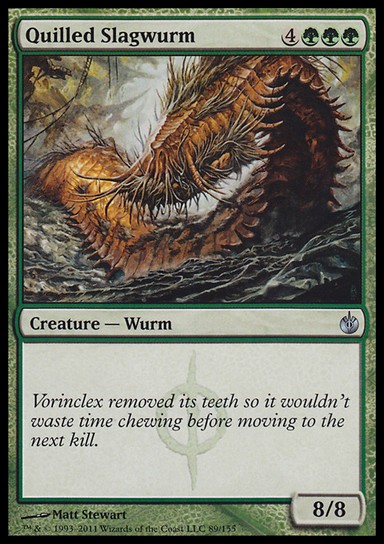 Quilled Slagwurm 4
Creature — Wurm
Vorinclex removed its teeth so it wouldn't
waste time chewing before moving to the
next kill.
Matt Stewart
8/8
™ & © 1993–2011 Wizards of the Coast LLC 89/155